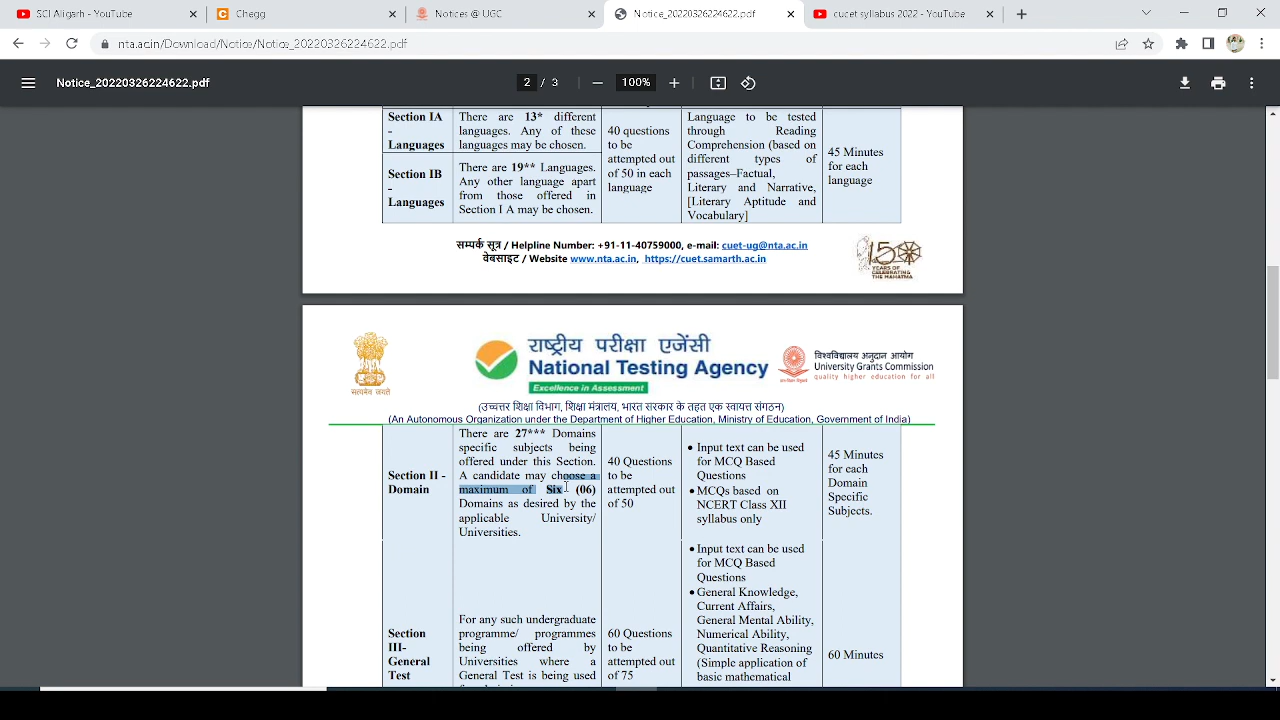 SCI Aligarh - YouTube
Chegg
Notices @ UGC
Notice_20220326224622.pdf
cucet syllabus 2022 - YouTube
nta.ac.in/Download/Notice/Notice_20220326224622.pdf
Notice_20220326224622.pdf
2 / 3
100%
Section IA
-
Languages
There are 13* different
languages. Any of these
languages may be chosen.
Section IB
-
Languages
There are 19** Languages.
Any other language apart
from those offered in
Section I A may be chosen.
40 questions
to be
attempted out
of 50 in each
language
Language to be tested
through Reading
Comprehension (based on
different types of
passages–Factual,
Literary and Narrative,
[Literary Aptitude and
Vocabulary]
45 Minutes
for each
language
सम्पर्क सूत्र / Helpline Number: +91-11-40759000, e-mail: cuet-ug@nta.ac.in
वेबसाइट / Website www.nta.ac.in, https://cuet.samarth.ac.in
150
YEARS OF
CELEBRATING
THE MAHATMA
सत्यमेव जयते
राष्ट्रीय परीक्षा एजेंसी
National Testing Agency
Excellence in Assessment
विश्वविद्यालय अनुदान आयोग
University Grants Commission
quality higher education for all
(उच्चतर शिक्षा विभाग, शिक्षा मंत्रालय, भारत सरकार के तहत एक स्वायत्त संगठन)
(An Autonomous Organization under the Department of Higher Education, Ministry of Education, Government of India)
Section II -
Domain
There are 27*** Domains
specific subjects being
offered under this Section.
A candidate may choose a
maximum of Six (06)
Domains as desired by the
applicable University/
Universities.
40 Questions
to be
attempted out
of 50
• Input text can be used
for MCQ Based
Questions
• MCQs based on
NCERT Class XII
syllabus only
45 Minutes
for each
Domain
Specific
Subjects.
Section
III-
General
Test
For any such undergraduate
programme/ programmes
being offered by
Universities where a
General Test is being used
60 Questions
to be
attempted out
of 75
• Input text can be used
for MCQ Based
Questions
• General Knowledge,
Current Affairs,
General Mental Ability,
Numerical Ability,
Quantitative Reasoning
(Simple application of
basic mathematical
60 Minutes